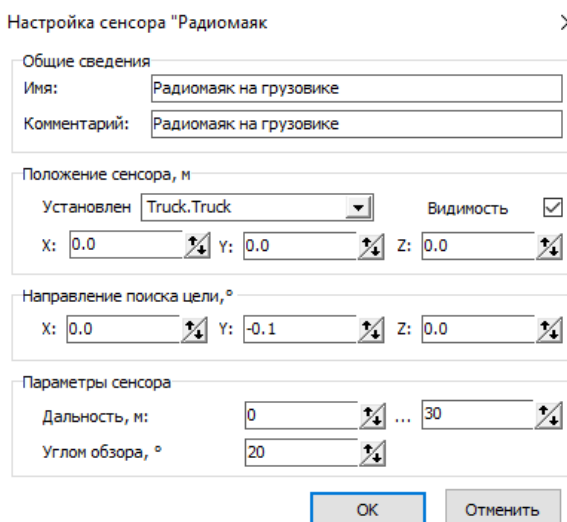 Настройка сенсора "Радиомаяк
Общие сведения
Имя: Радиомаяк на грузовике
Комментарий: Радиомаяк на грузовике
Положение сенсора, м
Установлен Truck.Truck Видимость
X: 0.0 Y: 0.0 Z: 0.0
Направление поиска цели,°
X: 0.0 Y: -0.1 Z: 0.0
Параметры сенсора
Дальность, м: 0 ... 30
Углом обзора, ° 20
OK Отменить